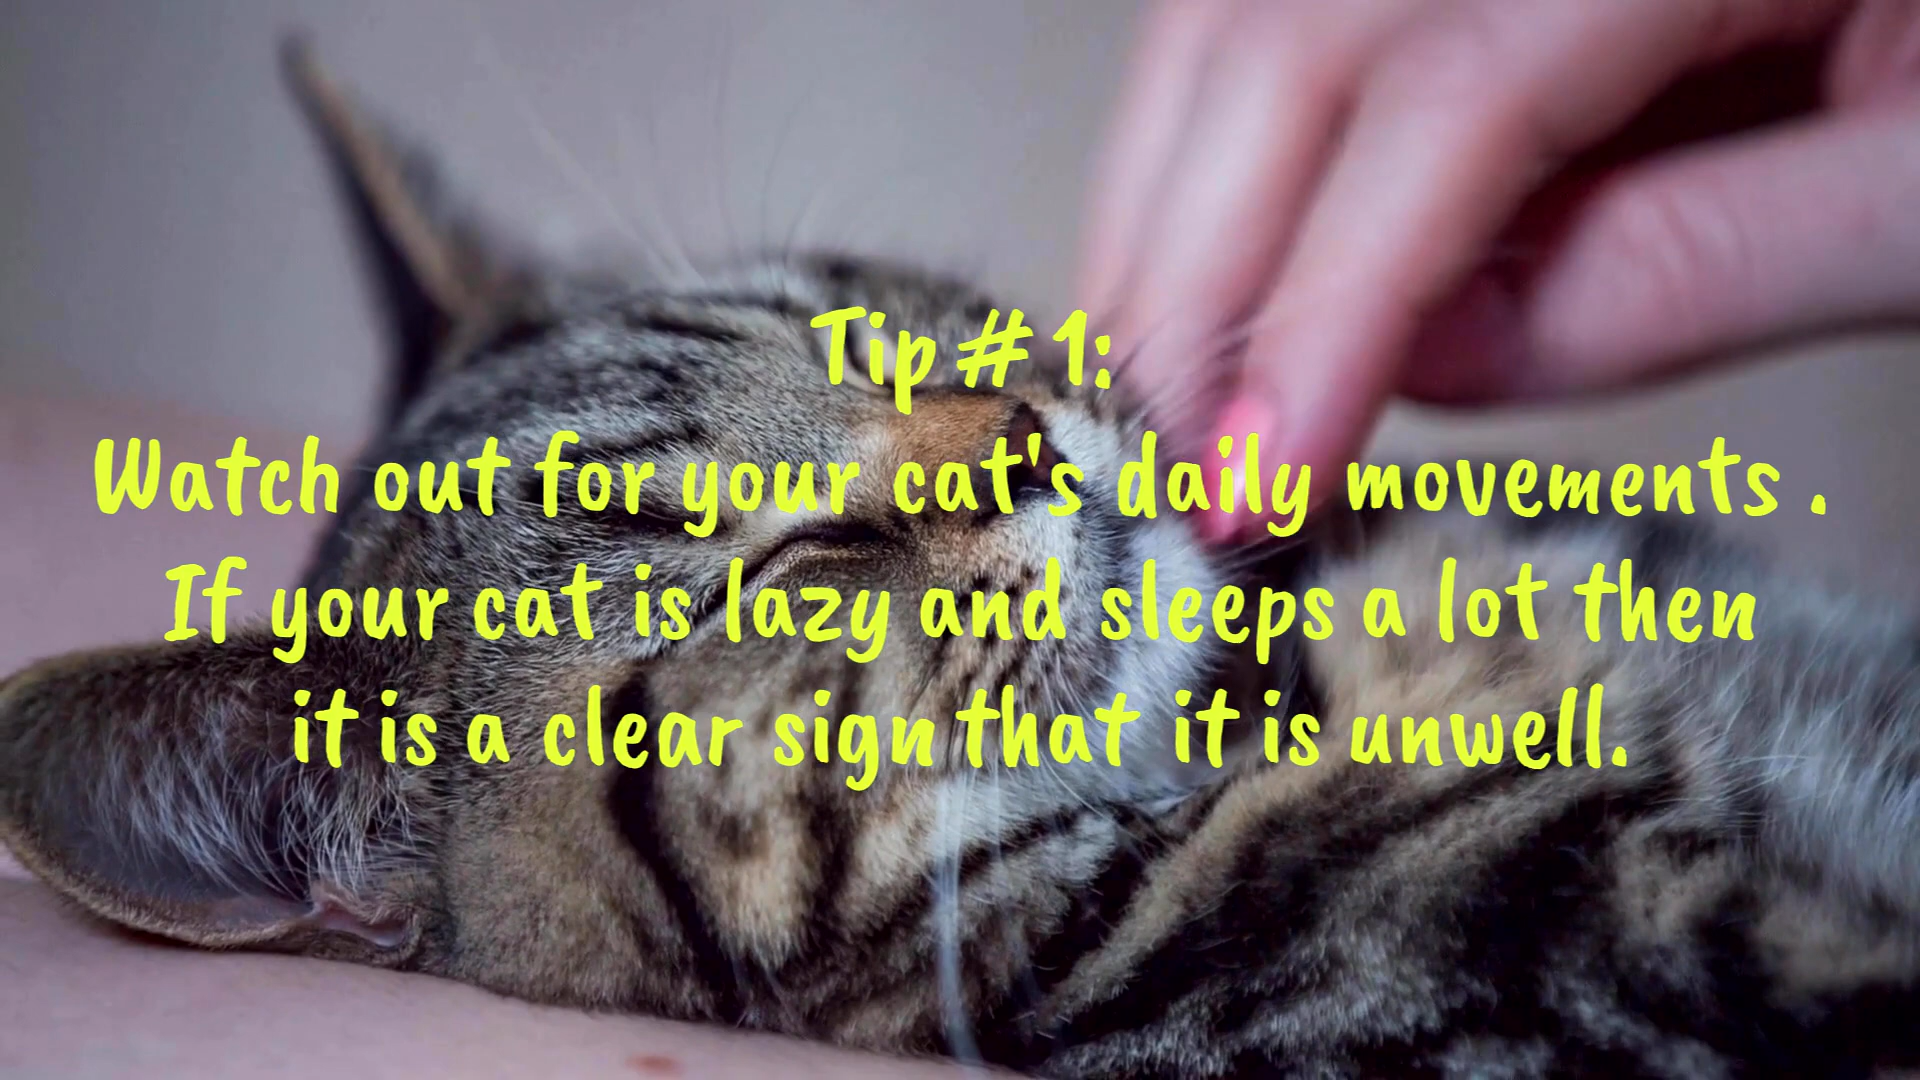 Tip # 1:
Watch out for your cat's daily movements .
If your cat is lazy and sleeps a lot then
it is a clear sign that it is unwell.